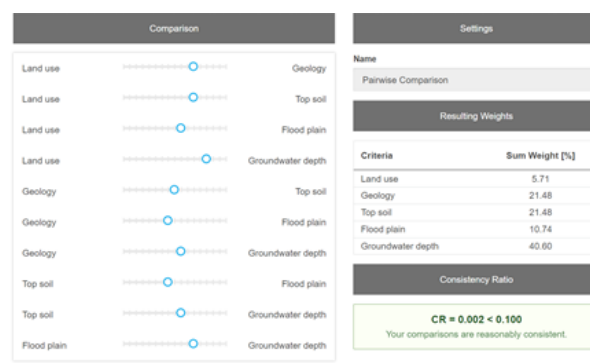 Comparison
Land use Geology
Land use Top soil
Land use Flood plain
Land use Groundwater depth
Geology Top soil
Geology Flood plain
Geology Groundwater depth
Top soil Flood plain
Top soil Groundwater depth
Flood plain Groundwater depth
Settings
Name
Pairwise Comparison
Resulting Weights
Criteria Sum Weight [%]
Land use 5.71
Geology 21.48
Top soil 21.48
Flood plain 10.74
Groundwater depth 40.60
Consistency Ratio
CR = 0.002 < 0.100
Your comparisons are reasonably consistent.